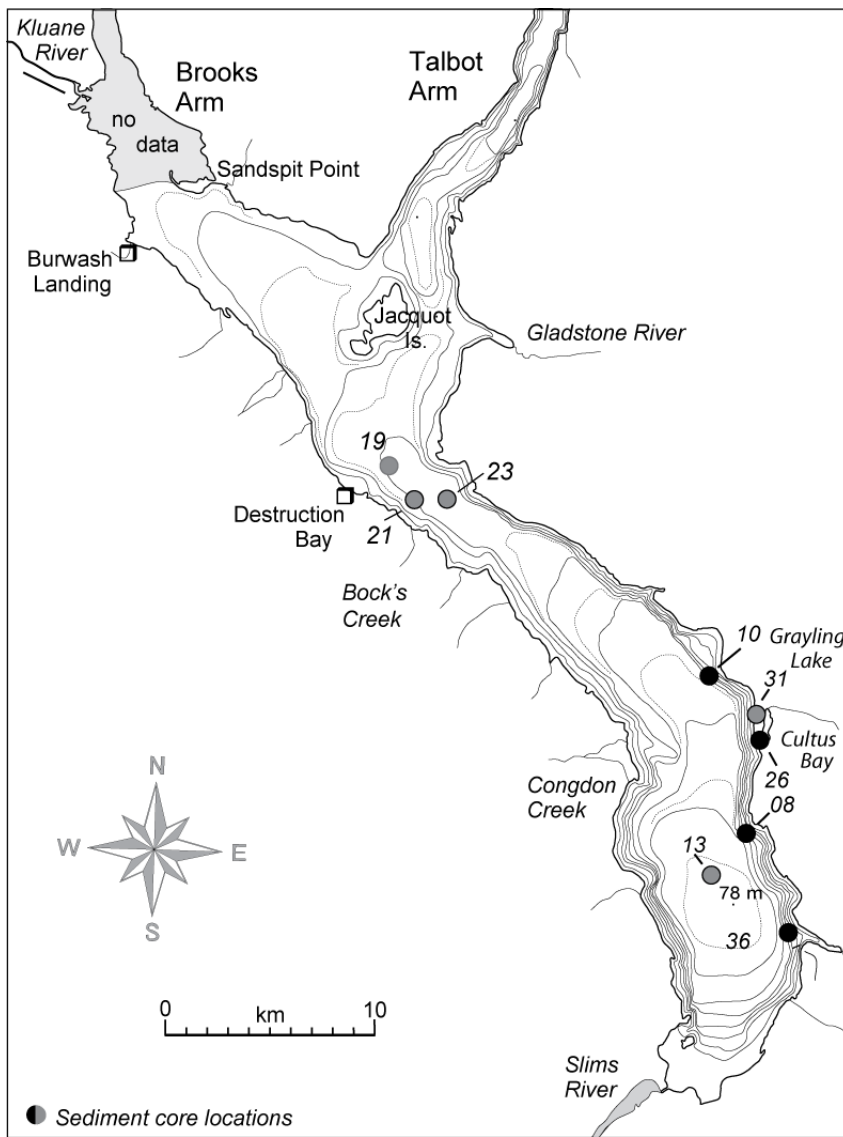 Kluane
River
Brooks
Arm
Talbot
Arm
no
data
Sandspit Point
Burwash
Landing
Jacquot
Is.
Gladstone River
19
23
Destruction
Bay
21
Bock's
Creek
10
Grayling
Lake
31
Cultus
Bay
26
Congdon
Creek
08
N
W
E
S
13
78 m
36
0
10
km
Slims
River
Sediment core locations